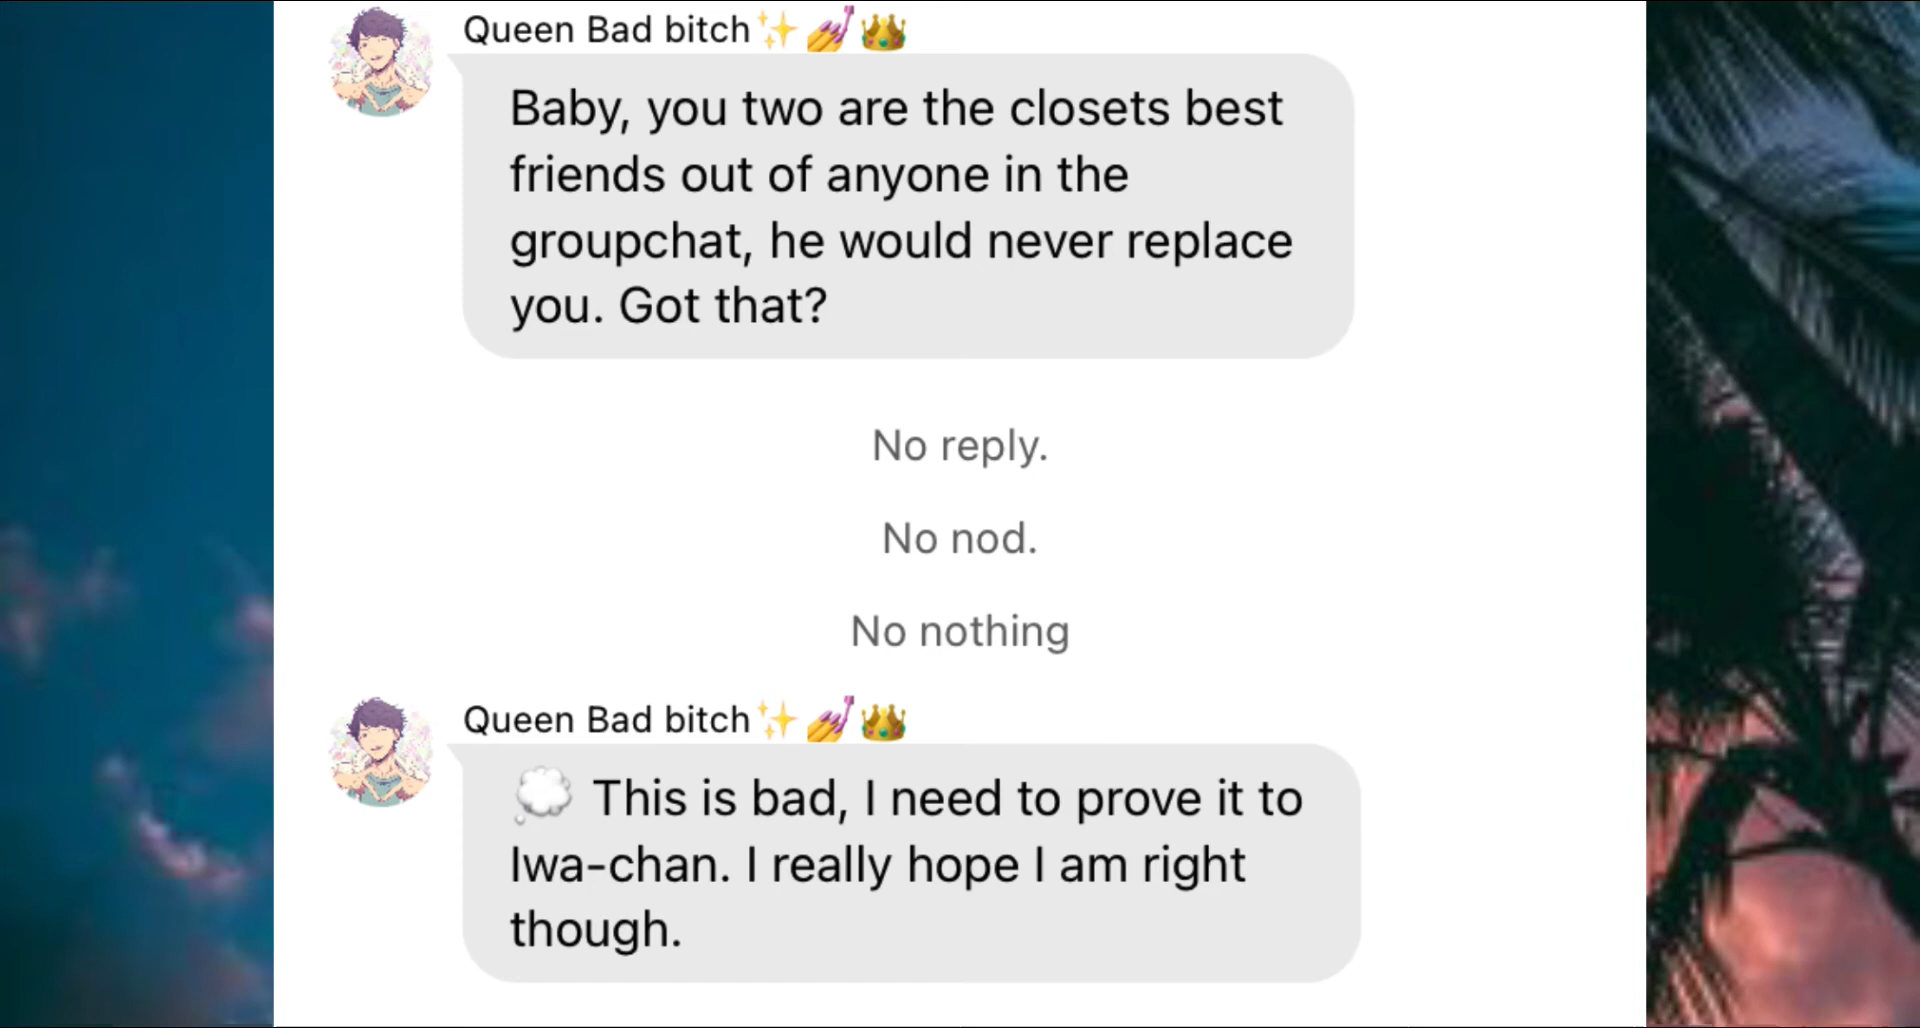 Queen Bad bitch✨💅👑
Baby, you two are the closets best
friends out of anyone in the
groupchat, he would never replace
you. Got that?
No reply.
No nod.
No nothing
Queen Bad bitch✨💅👑
💭 This is bad, I need to prove it to
Iwa-chan. I really hope I am right
though.